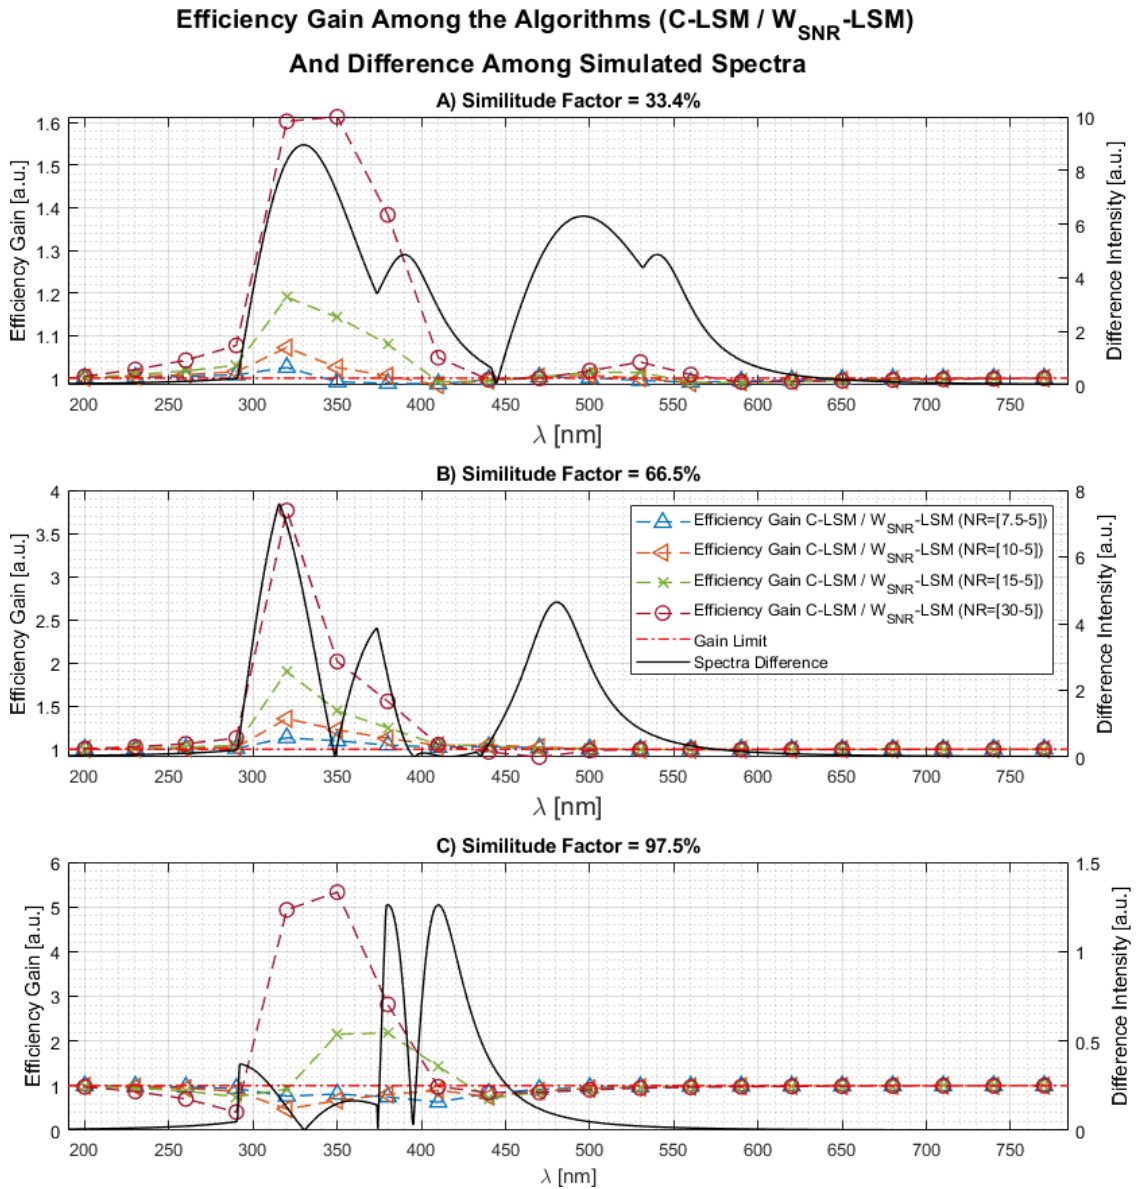 Efficiency Gain Among the Algorithms (C-LSM / W_SNR-LSM)
And Difference Among Simulated Spectra
A) Similitude Factor = 33.4%
Efficiency Gain [a.u.]
1.6
1.5
1.4
1.3
1.2
1.1
1
10
8
6
4
2
0
Difference Intensity [a.u.]
200 250 300 350 400 450 500 550 600 650 700 750
λ [nm]
B) Similitude Factor = 66.5%
Efficiency Gain [a.u.]
4
3.5
3
2.5
2
1.5
1
Efficiency Gain C-LSM / W_SNR-LSM (NR=[7.5-5])
Efficiency Gain C-LSM / W_SNR-LSM (NR=[10-5])
Efficiency Gain C-LSM / W_SNR-LSM (NR=[15-5])
Efficiency Gain C-LSM / W_SNR-LSM (NR=[30-5])
Gain Limit
Spectra Difference
8
6
4
2
0
Difference Intensity [a.u.]
200 250 300 350 400 450 500 550 600 650 700 750
λ [nm]
C) Similitude Factor = 97.5%
Efficiency Gain [a.u.]
6
5
4
3
2
1
0
1.5
1
0.5
0
Difference Intensity [a.u.]
200 250 300 350 400 450 500 550 600 650 700 750
λ [nm]